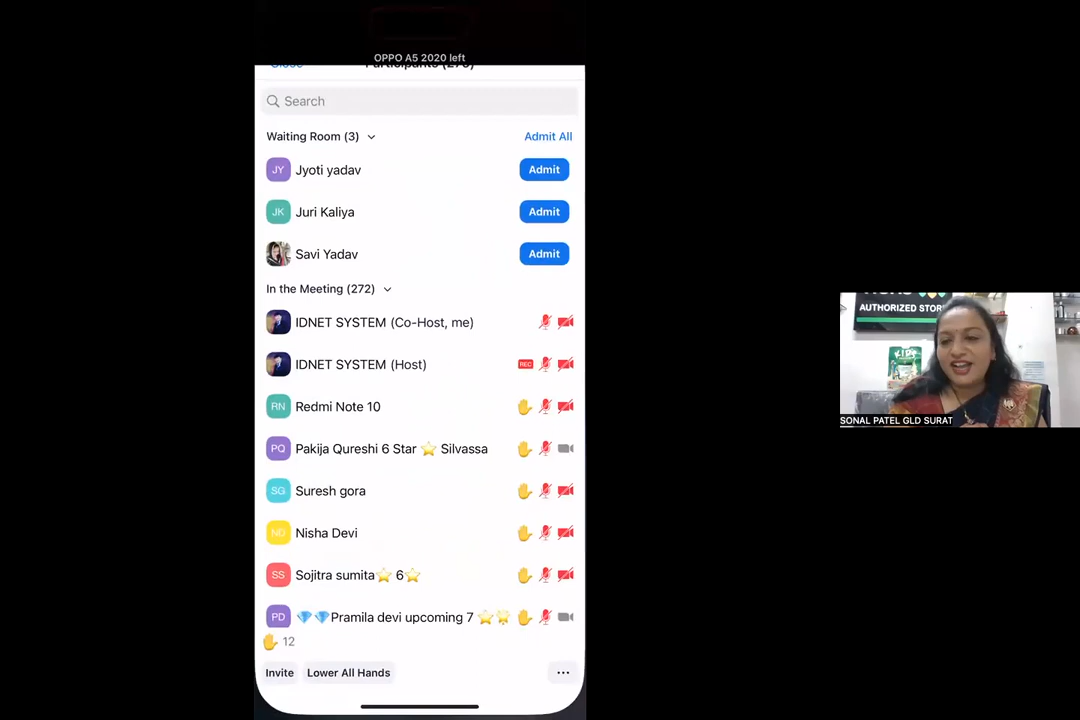 OPPO A5 2020 left
Search
Waiting Room (3)
Admit All
JY
Jyoti yadav
Admit
JK
Juri Kaliya
Admit
Savi Yadav
Admit
In the Meeting (272)
IDNET SYSTEM (Co-Host, me)
IDNET SYSTEM (Host)
REC
RN
Redmi Note 10
PQ
Pakija Qureshi 6 Star ⭐ Silvassa
SG
Suresh gora
ND
Nisha Devi
SS
Sojitra sumita⭐ 6⭐
PD
💎💎Pramila devi upcoming 7 ⭐🌟
✋ 12
Invite
Lower All Hands
...
AUTHORIZED STOR
SONAL PATEL GLD SURAT